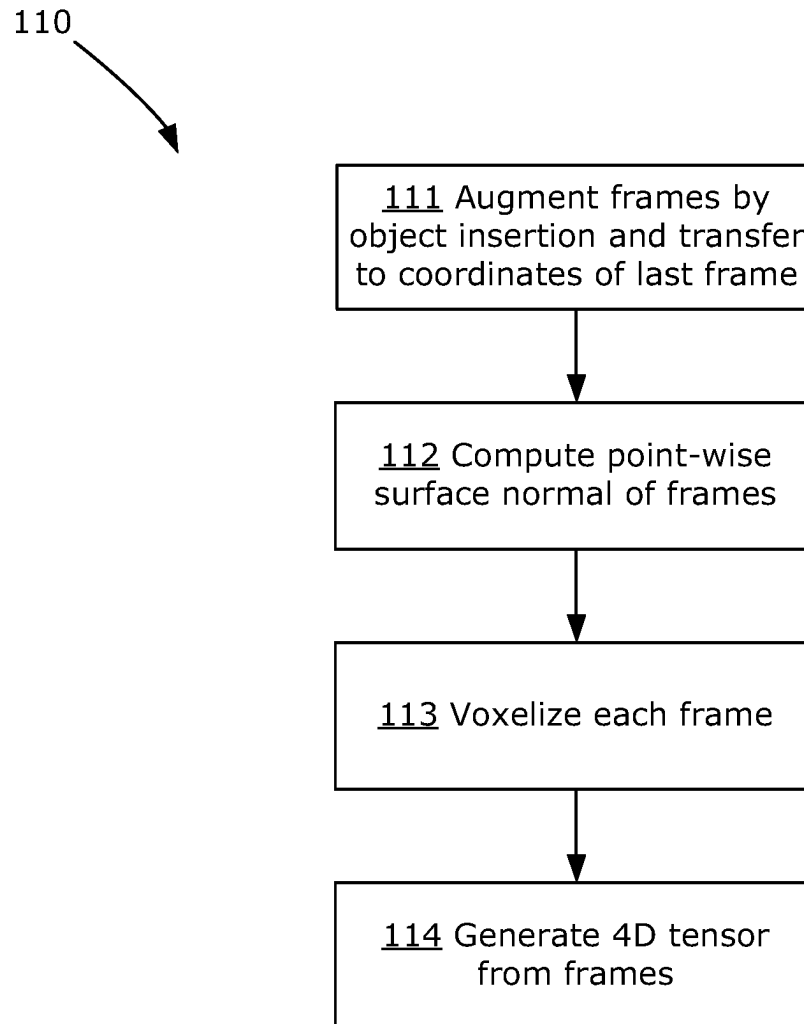 110
111 Augment frames by
object insertion and transfer
to coordinates of last frame
112 Compute point-wise
surface normal of frames
113 Voxelize each frame
114 Generate 4D tensor
from frames